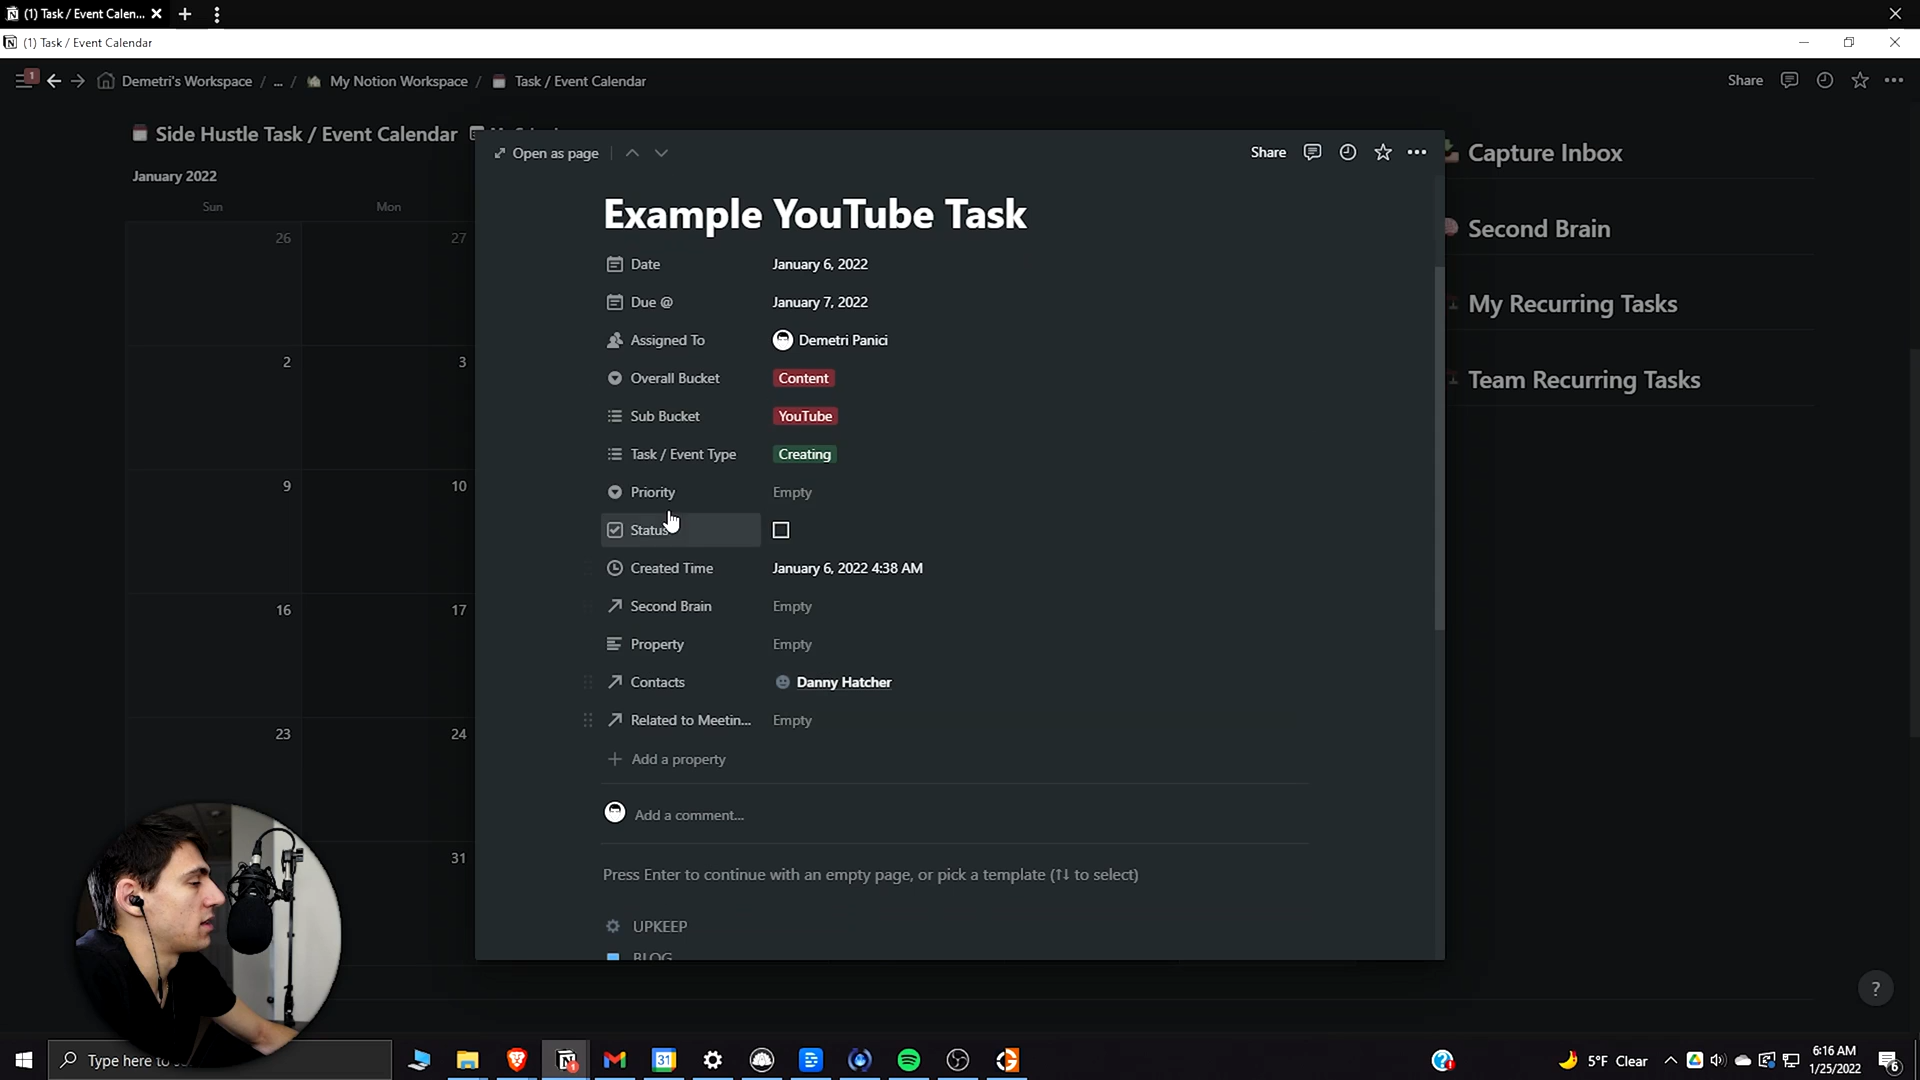 (1) Task / Event Calen...
(1) Task / Event Calendar
Demetri's Workspace / ... / My Notion Workspace / Task / Event Calendar
Share
Side Hustle Task / Event Calendar
January 2022
Sun Mon
26 27
2 3
9 10
16 17
23 24
31
Open as page
Share
Example YouTube Task
Date January 6, 2022
Due @ January 7, 2022
Assigned To Demetri Panici
Overall Bucket Content
Sub Bucket YouTube
Task / Event Type Creating
Priority Empty
Status
Created Time January 6, 2022 4:38 AM
Second Brain Empty
Property Empty
Contacts Danny Hatcher
Related to Meetin... Empty
Add a property
Add a comment...
Press Enter to continue with an empty page, or pick a template (↑↓ to select)
UPKEEP
BLOG
Capture Inbox
Second Brain
My Recurring Tasks
Team Recurring Tasks
?
Type here to
31
5°F Clear
6:16 AM
1/25/2022
6